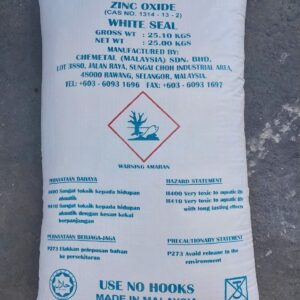 ZINC OXIDE
(CAS NO. 1314 - 13 - 2)
WHITE SEAL
GROSS WT : 25.10 KGS
NET WT : 25.00 KGS
MANUFACTURED BY:
CHEMETAL (MALAYSIA) SDN. BHD.
LOT 3880, JALAN RAYA, SUNGAI CHOH INDUSTRIAL AREA,
48000 RAWANG, SELANGOR, MALAYSIA.
TEL: +603 - 6093 1696 FAX: +603 - 6093 1697
WARNING AMARAN
PERNYATAAN BAHAYA
H400 Sangat toksik kepada hidupan
akuatik
H410 Sangat toksik kepada hidupan
akuatik dengan kesan kekal
berpanjangan
PERNYATAAN BERJAGA-JAGA
P273 Elakkan pelepasan bahan
ke persekitaran
HAZARD STATEMENT
H400 Very toxic to aquatic
H410 Very toxic to aquatic
with long lasting effects
PRECAUTIONARY STATEMENT
P273 Avoid release to the
environment
USE NO HOOKS
MADE IN MALAYSIA